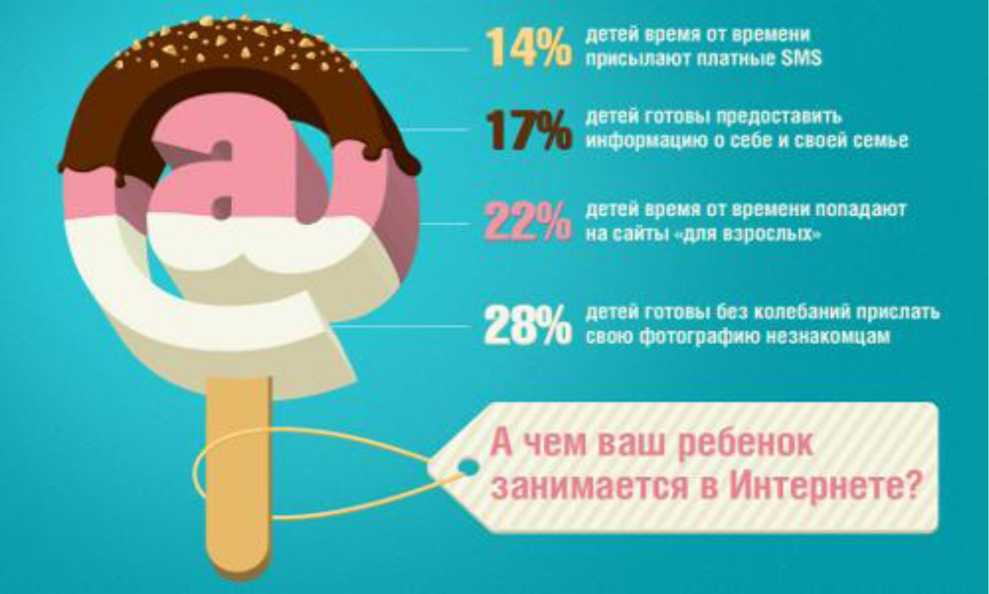 14% детей время от времени
присылают платные SMS
17% детей готовы предоставить
информацию о себе и своей семье
22% детей время от времени попадают
на сайты «для взрослых»
28% детей готовы без колебаний прислать
свою фотографию незнакомцам
А чем ваш ребенок
занимается в Интернете?